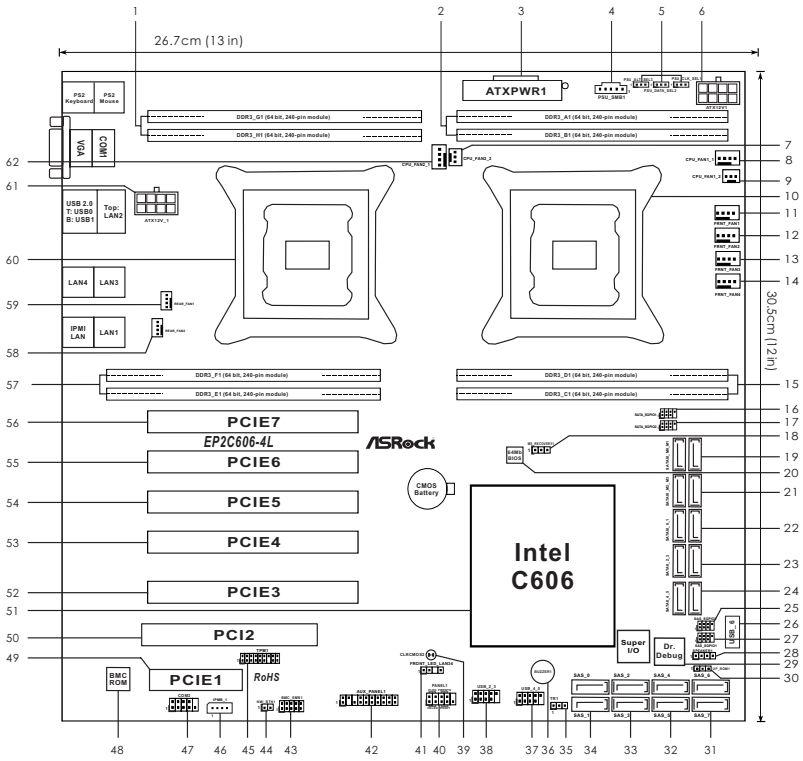 1
2
3
4
5
6
26.7cm (13 in)
PS2 Keyboard
PS2 Mouse
ATXPWR1
PSU_SMB1
PSU_DATA_SEL2
PSU_CLK_SEL1
ATX12V1
DDR3_G1 (64 bit, 240-pin module)
DDR3_A1 (64 bit, 240-pin module)
DDR3_H1 (64 bit, 240-pin module)
DDR3_B1 (64 bit, 240-pin module)
VGA
COM1
7
62
CPU_FAN2_1
CPU_FAN2_2
CPU_FAN1_1
8
61
CPU_FAN1_2
9
10
USB 2.0
T: USB0
B: USB1
Top:
LAN2
ATX12V_1
11
FRNT_FAN1
12
FRNT_FAN2
60
13
FRNT_FAN3
LAN4
LAN3
14
FRNT_FAN4
59
REAR_FAN1
30.5cm (12 in)
IPMI
LAN
LAN1
REAR_FAN2
58
57
DDR3_F1 (64 bit, 240-pin module)
DDR3_D1 (64 bit, 240-pin module)
15
DDR3_E1 (64 bit, 240-pin module)
DDR3_C1 (64 bit, 240-pin module)
56
PCIE7
SATA_SGPIO1
16
SATA_SGPIO2
17
EP2C606-4L
ASRock
ME_RECOVERY1
18
55
PCIE6
64Mb
BIOS
SATAIII_M0_M1
19
20
CMOS
Battery
SATAII_M2_M3
21
54
PCIE5
22
53
PCIE4
Intel
C606
23
52
PCIE3
24
51
25
50
PCI2
Super
I/O
Dr.
Debug
USB_6
26
27
28
TPM1
CLRCMOS2
49
29
FRONT_LED_LAN34
30
BMC
ROM
PCIE1
RoHS
BUZZER1
SAS_0
SAS_2
SAS_4
SAS_6
COM2
IPMB_1
BMC_SMB1
AUX_PANEL1
PANEL1
USB_2_3
USB_4_5
TR1
SAS_1
SAS_3
SAS_5
SAS_7
48
47
46
45
44
43
42
41
40
39
38
37
36
35
34
33
32
31